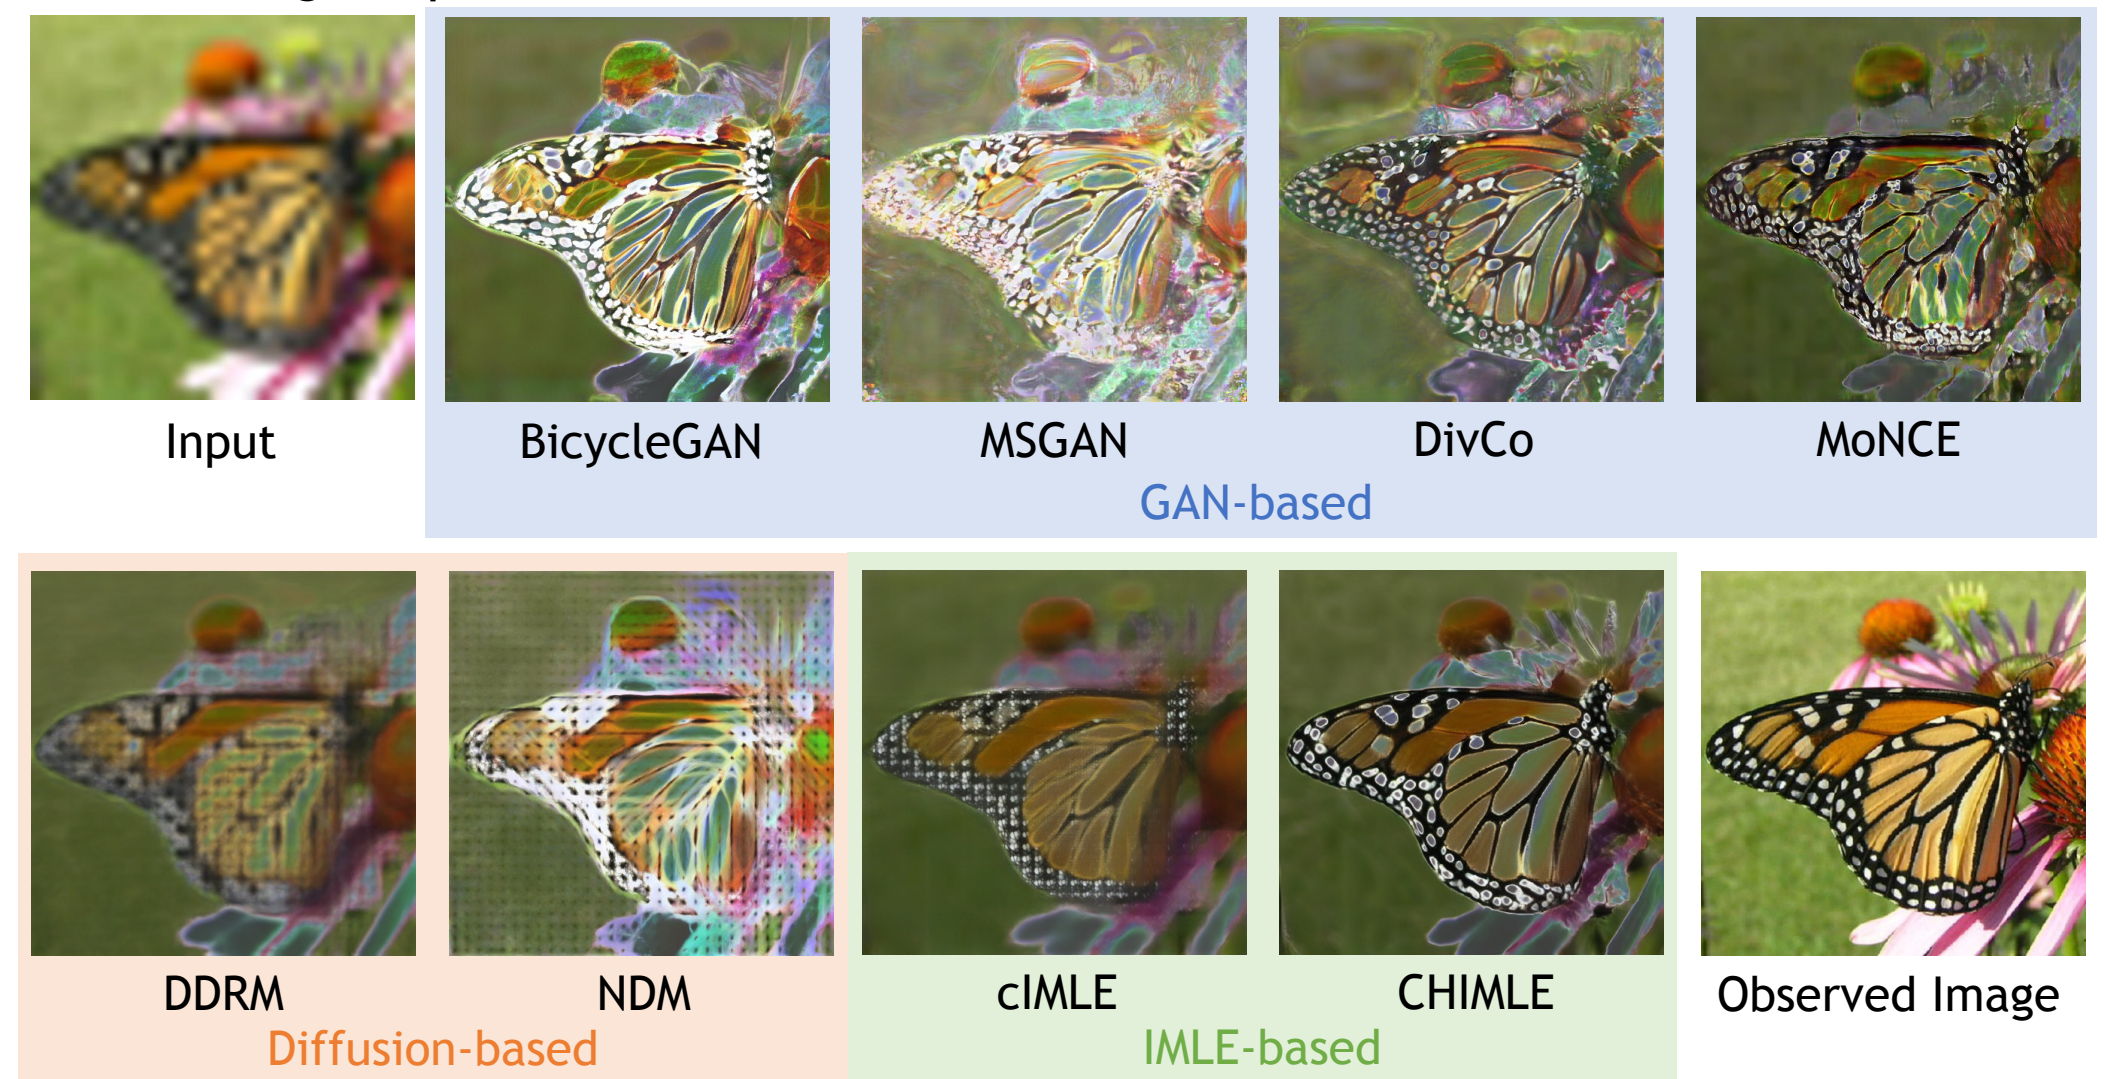 Input
BicycleGAN
MSGAN
DivCo
MoNCE
GAN-based
DDRM
NDM
cIMLE
CHIMLE
Observed Image
Diffusion-based
IMLE-based